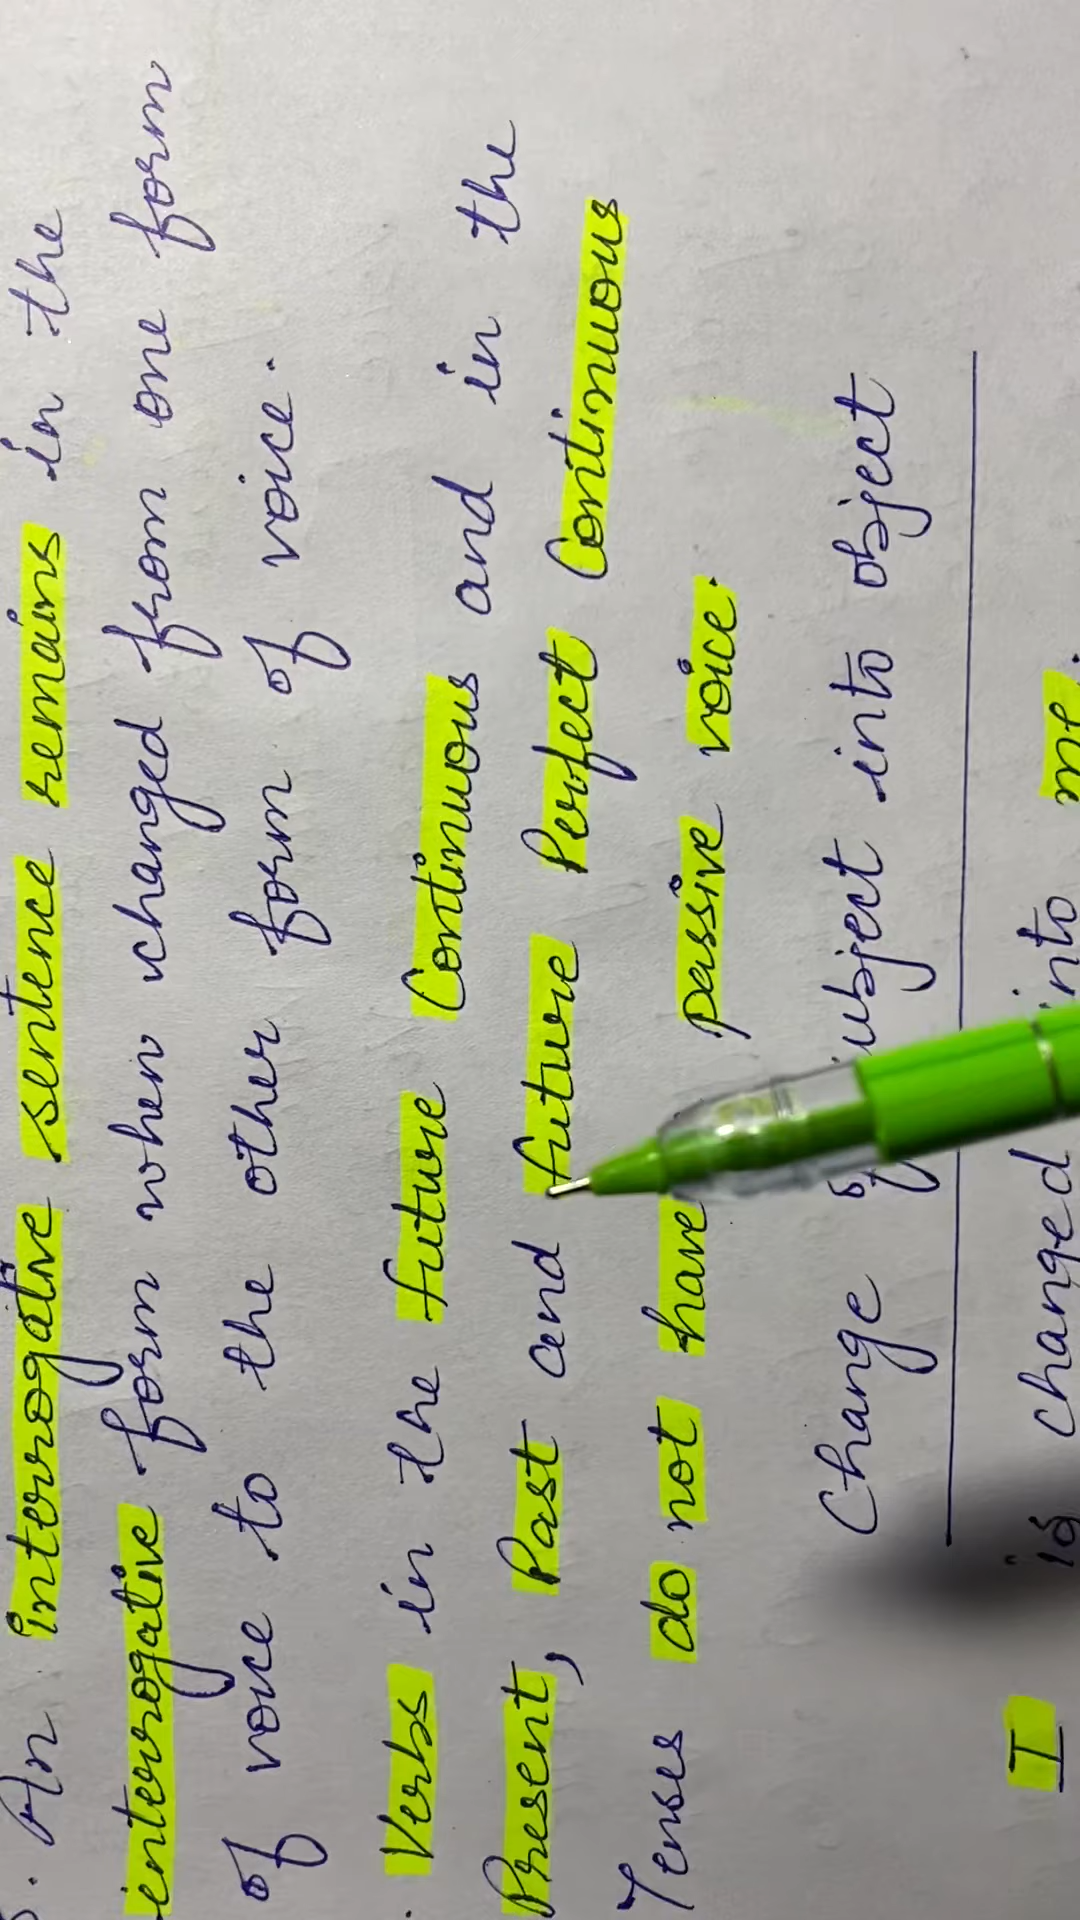 An interrogative sentence remains in the
interrogative form when changed from one form
of voice to the other form of voice.
Verbs in the future Continuous and in the
Present, Past and future Perfect Continuous
Tenses do not have passive voice.
Change of subject into object
I is changed into me.